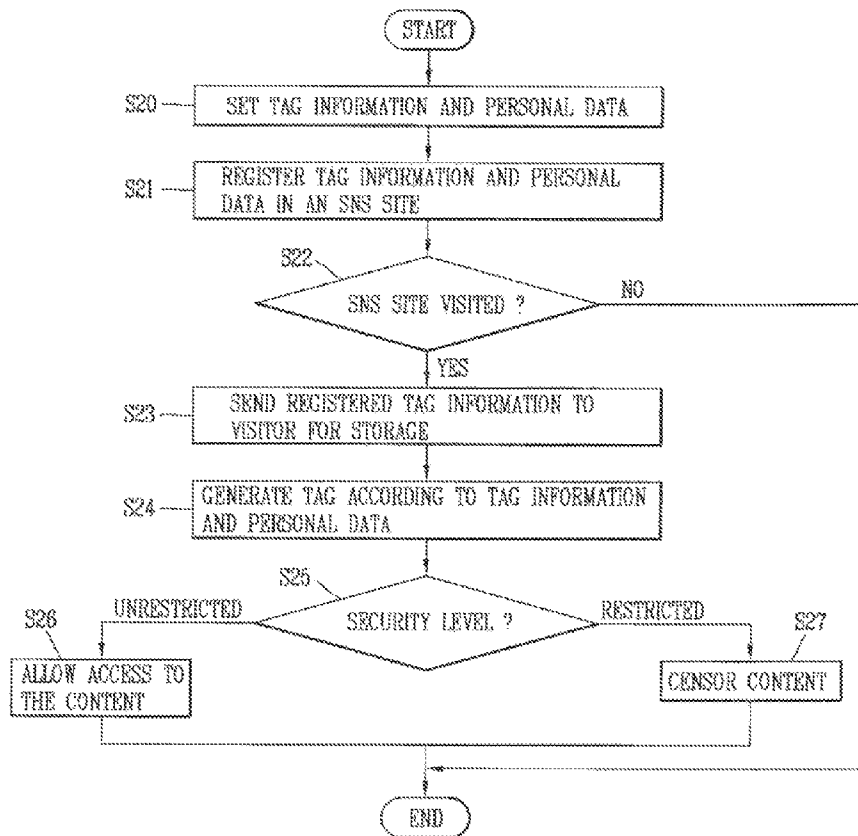 START
S20
SET TAG INFORMATION AND PERSONAL DATA
S21
REGISTER TAG INFORMATION AND PERSONAL
DATA IN AN SNS SITE
S22
SNS SITE VISITED ?
NO
YES
S23
SEND REGISTERED TAG INFORMATION TO
VISITOR FOR STORAGE
S24
GENERATE TAG ACCORDING TO TAG INFORMATION
AND PERSONAL DATA
S25
SECURITY LEVEL ?
UNRESTRICTED
RESTRICTED
S26
ALLOW ACCESS TO
THE CONTENT
S27
CENSOR CONTENT
END